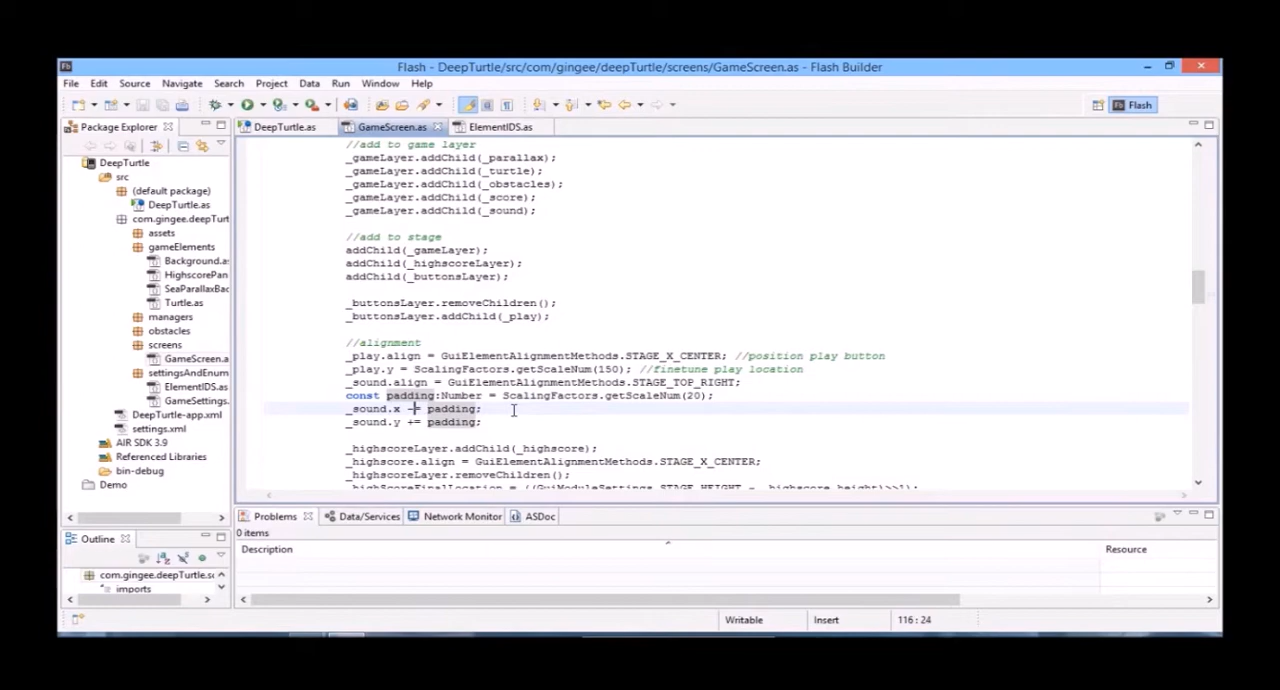 Flash - DeepTurtle/src/com/gingee/deepTurtle/screens/GameScreen.as - Flash Builder
File Edit Source Navigate Search Project Data Run Window Help
Flash
Package Explorer
DeepTurtle.as GameScreen.as ElementIDS.as
DeepTurtle
src
(default package)
DeepTurtle.as
com.gingee.deepTurt
assets
gameElements
Background.as
HighscorePan
SeaParallaxBac
Turtle.as
managers
obstacles
screens
GameScreen.a
settingsAndEnum
ElementIDS.as
GameSettings.
DeepTurtle-app.xml
settings.xml
AIR SDK 3.9
Referenced Libraries
bin-debug
Demo
//add to game layer
_gameLayer.addChild(_parallax);
_gameLayer.addChild(_turtle);
_gameLayer.addChild(_obstacles);
_gameLayer.addChild(_score);
_gameLayer.addChild(_sound);
//add to stage
addChild(_gameLayer);
addChild(_highscoreLayer);
addChild(_buttonsLayer);
_buttonsLayer.removeChildren();
_buttonsLayer.addChild(_play);
//alignment
_play.align = GuiElementAlignmentMethods.STAGE_X_CENTER; //position play button
_play.y = ScalingFactors.getScaleNum(150); //finetune play location
_sound.align = GuiElementAlignmentMethods.STAGE_TOP_RIGHT;
const padding:Number = ScalingFactors.getScaleNum(20);
_sound.x -= padding;
_sound.y += padding;
_highscoreLayer.addChild(_highscore);
_highscore.align = GuiElementAlignmentMethods.STAGE_X_CENTER;
_highscoreLayer.removeChildren();
_highScoreFinalLocation = ((GuiModuleSettings.STAGE_HEIGHT - _highscore.height)>>1);
Outline
com.gingee.deepTurtle.s
imports
Problems Data/Services Network Monitor ASDoc
0 items
Description Resource
Writable Insert 116 : 24